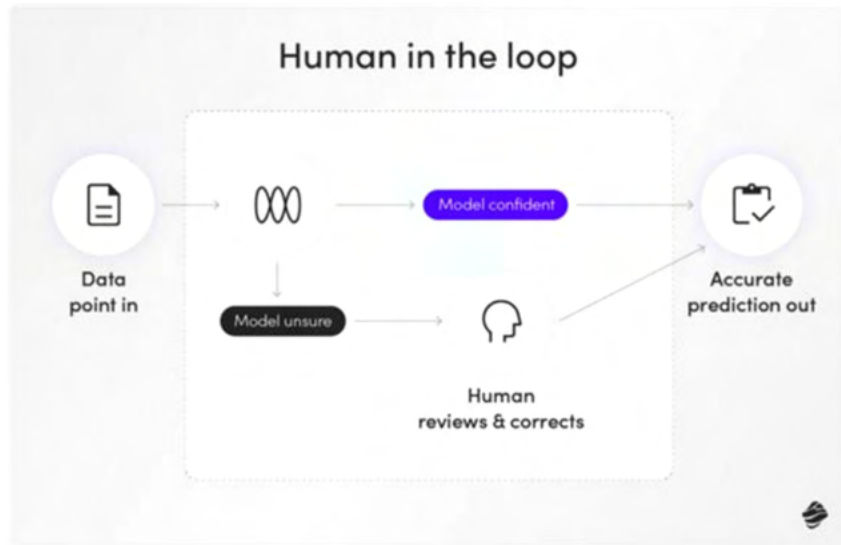 Human in the loop
Model confident
Data
point in
Accurate
prediction out
Model unsure
Human
reviews & corrects